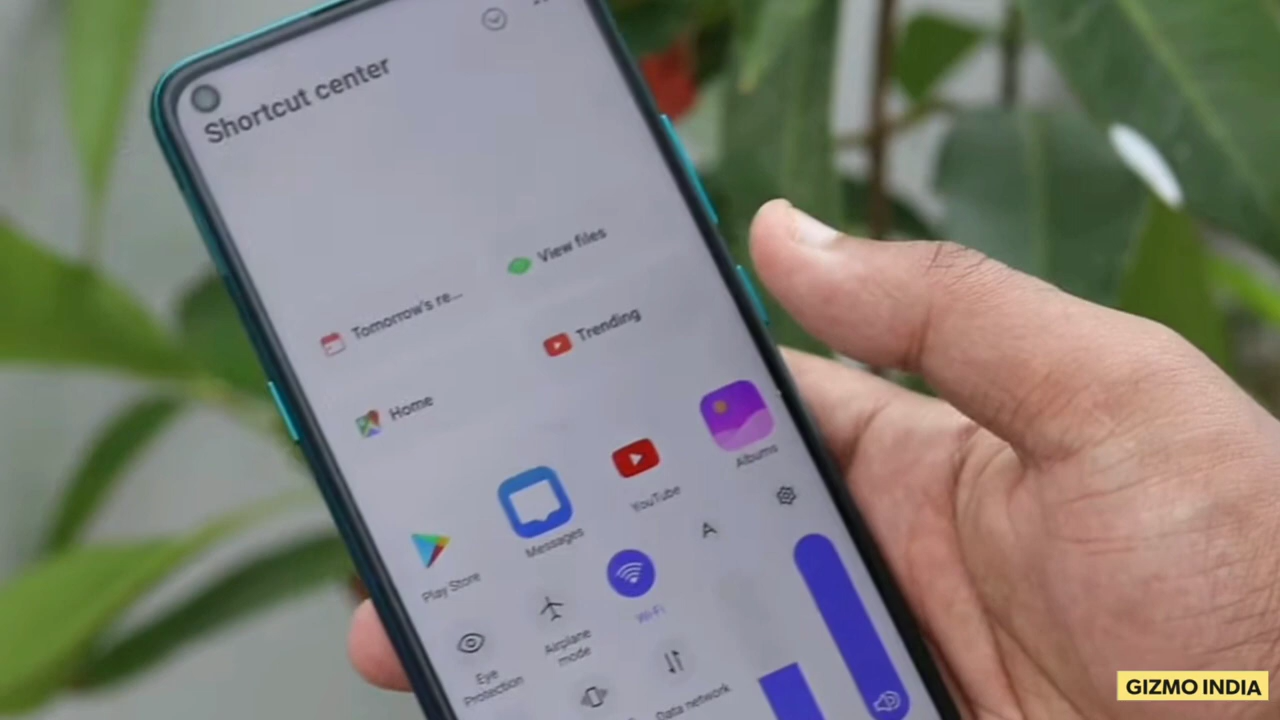 Shortcut center
View files
Tomorrow's re...
Trending
Home
Albums
YouTube
Messages
Play Store
A
Wi-Fi
Airplane
mode
Eye
Protection
Data network
GIZMO INDIA